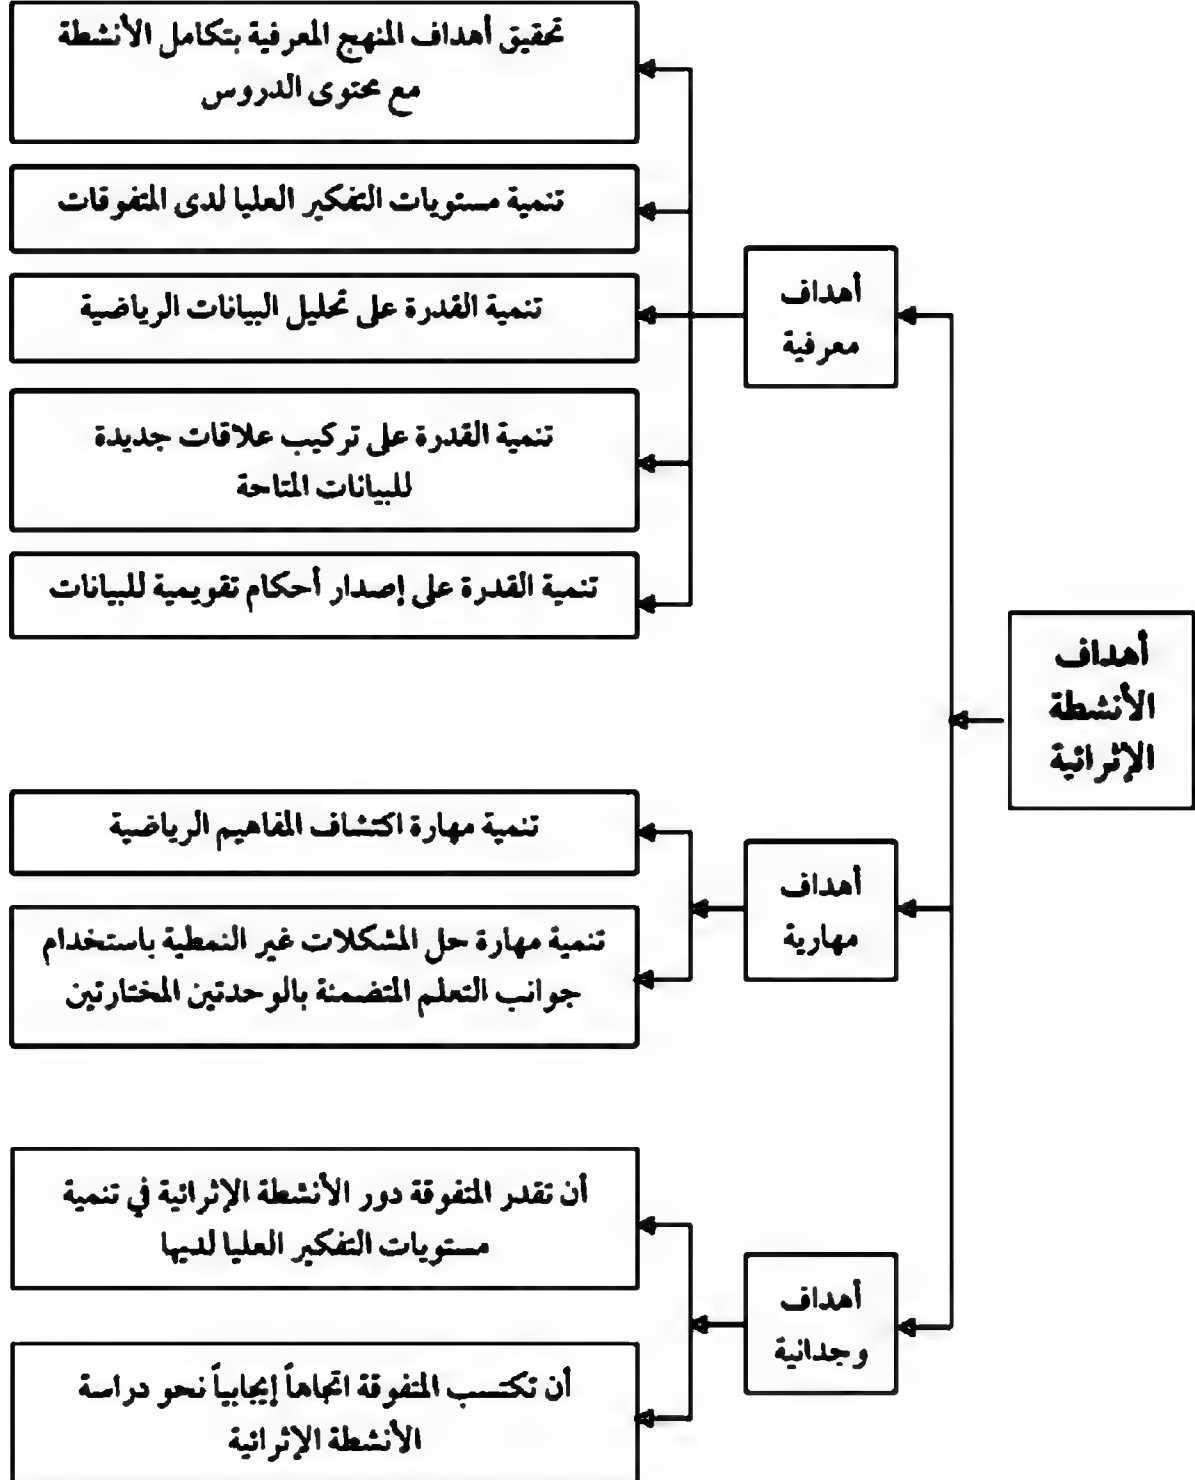 أهداف
الأنشطة
الإثرائية
أهداف
معرفية
تحقيق أهداف المنهج المعرفية بتكامل الأنشطة
مع محتوى الدروس
تنمية مستويات التفكير العليا لدى المتفوقات
تنمية القدرة على تحليل البيانات الرياضية
تنمية القدرة على تركيب علاقات جديدة
للبيانات المتاحة
تنمية القدرة على إصدار أحكام تقويمية للبيانات
أهداف
مهارية
تنمية مهارة اكتشاف المفاهيم الرياضية
تنمية مهارة حل المشكلات غير النمطية باستخدام
جوانب التعلم المتضمنة بالوحدتين المختارتين
أهداف
وجدانية
أن تقدر المتفوقة دور الأنشطة الإثرائية في تنمية
مستويات التفكير العليا لديها
أن تكتسب المتفوقة اتجاهاً إيجابياً نحو دراسة
الأنشطة الإثرائية